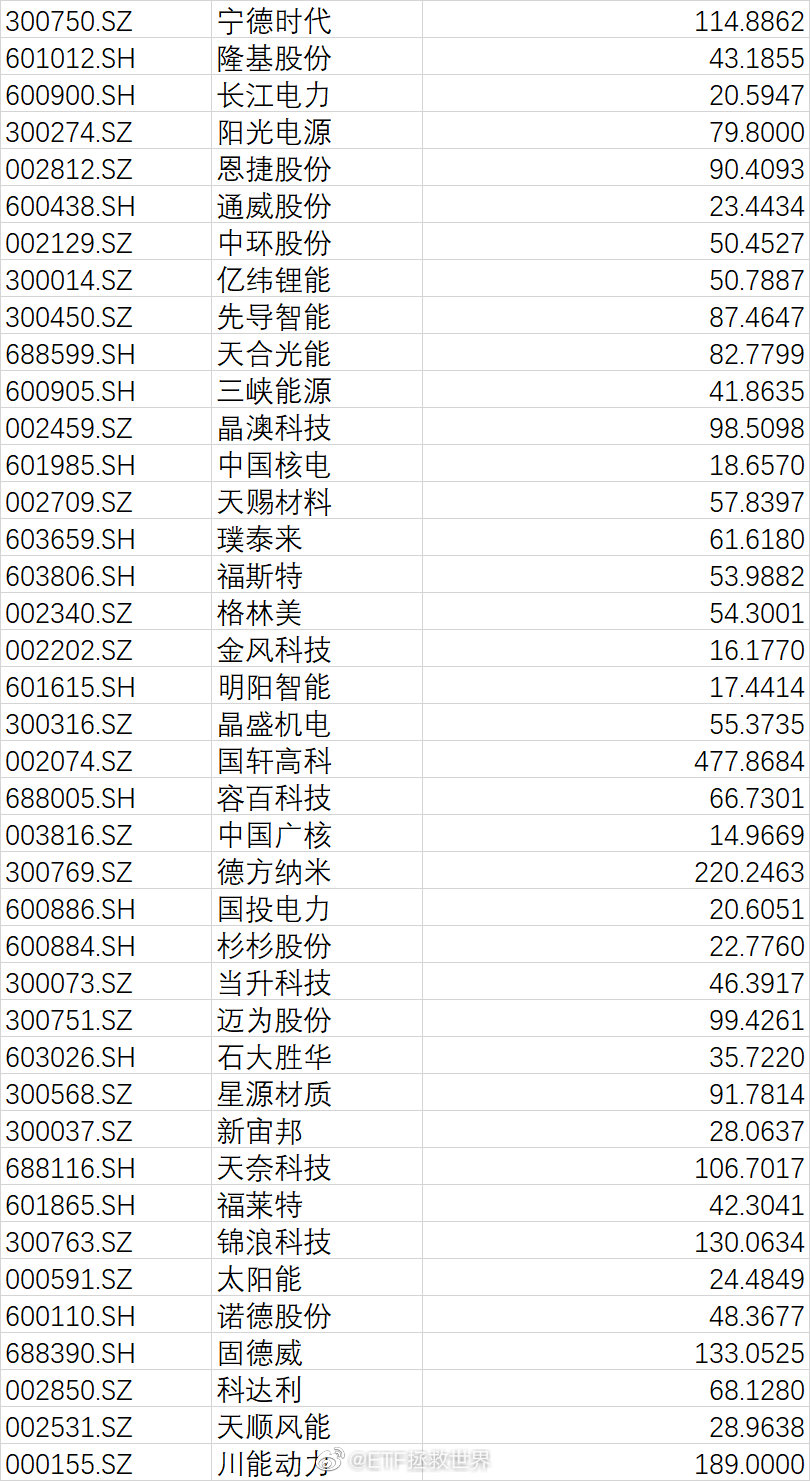 300750.SZ 宁德时代 114.8862
601012.SH 隆基股份 43.1855
600900.SH 长江电力 20.5947
300274.SZ 阳光电源 79.8000
002812.SZ 恩捷股份 90.4093
600438.SH 通威股份 23.4434
002129.SZ 中环股份 50.4527
300014.SZ 亿纬锂能 50.7887
300450.SZ 先导智能 87.4647
688599.SH 天合光能 82.7799
600905.SH 三峡能源 41.8635
002459.SZ 晶澳科技 98.5098
601985.SH 中国核电 18.6570
002709.SZ 天赐材料 57.8397
603659.SH 璞泰来 61.6180
603806.SH 福斯特 53.9882
002340.SZ 格林美 54.3001
002202.SZ 金风科技 16.1770
601615.SH 明阳智能 17.4414
300316.SZ 晶盛机电 55.3735
002074.SZ 国轩高科 477.8684
688005.SH 容百科技 66.7301
003816.SZ 中国广核 14.9669
300769.SZ 德方纳米 220.2463
600886.SH 国投电力 20.6051
600884.SH 杉杉股份 22.7760
300073.SZ 当升科技 46.3917
300751.SZ 迈为股份 99.4261
603026.SH 石大胜华 35.7220
300568.SZ 星源材质 91.7814
300037.SZ 新宙邦 28.0637
688116.SH 天奈科技 106.7017
601865.SH 福莱特 42.3041
300763.SZ 锦浪科技 130.0634
000591.SZ 太阳能 24.4849
600110.SH 诺德股份 48.3677
688390.SH 固德威 133.0525
002850.SZ 科达利 68.1280
002531.SZ 天顺风能 28.9638
000155.SZ 川能动力 189.0000
@ETF拯救世界